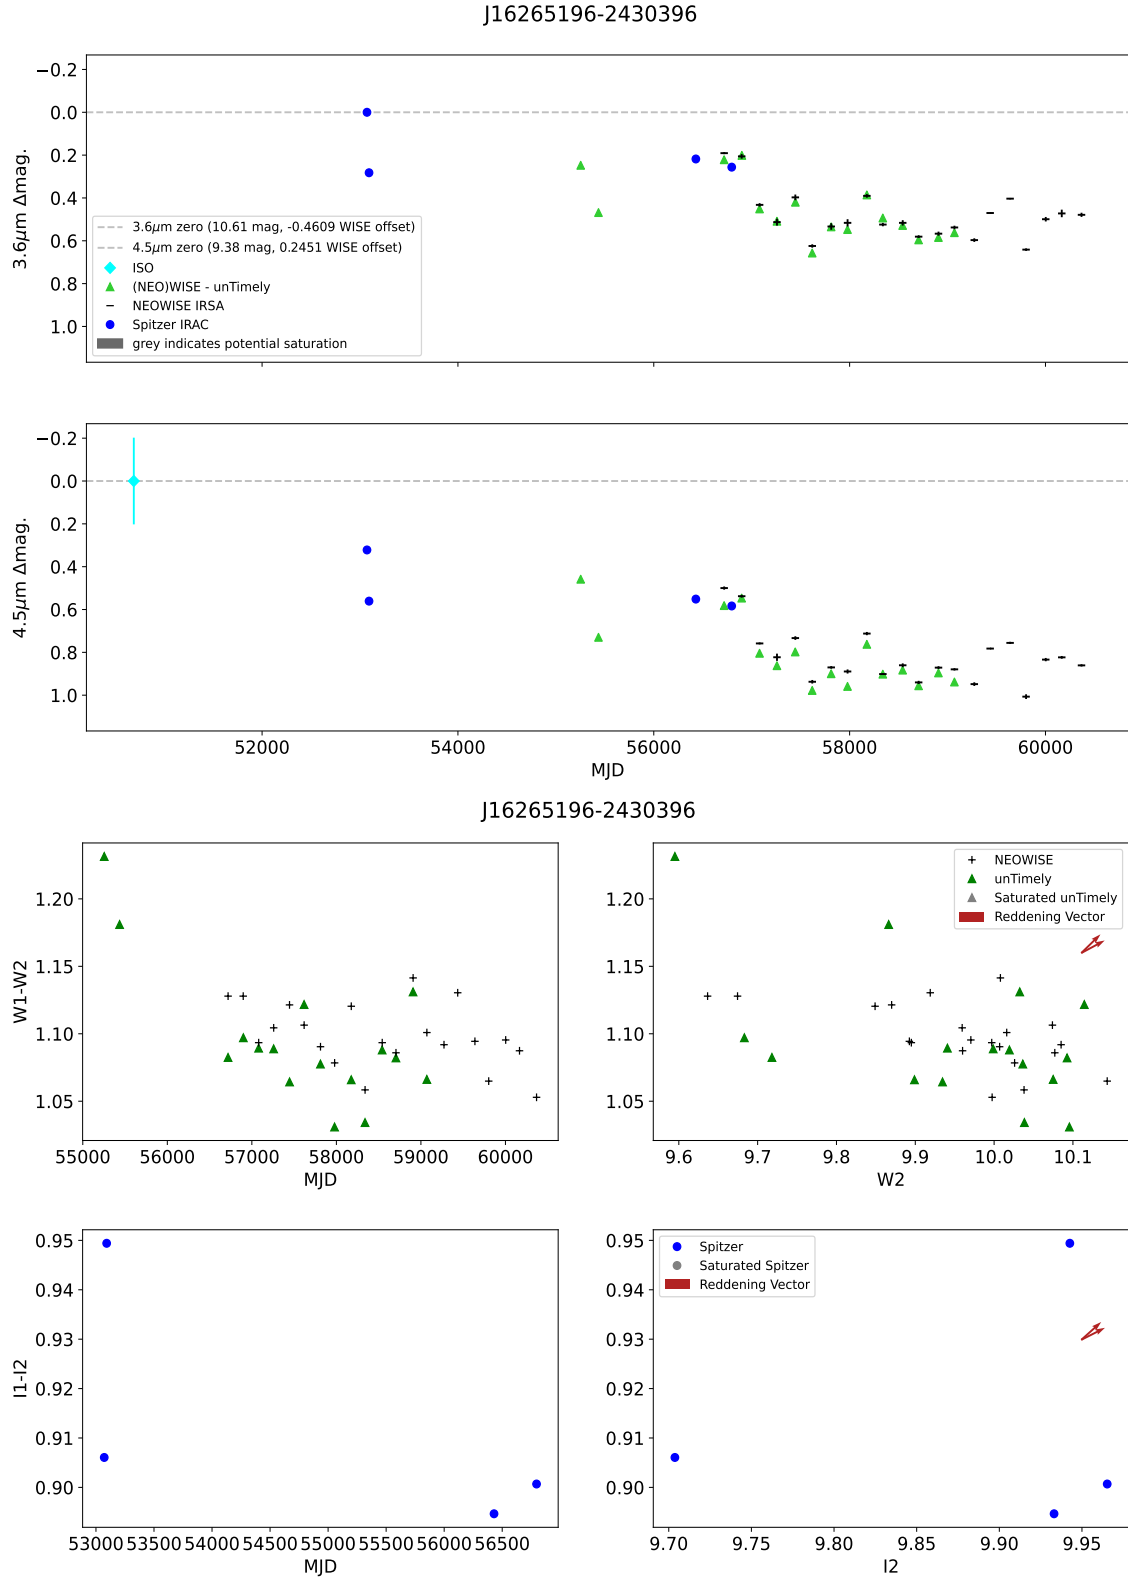 J16265196-2430396
−0.2
0.0
0.2
0.4
0.6
0.8
1.0
3.6μm Δmag.
3.6μm zero (10.61 mag, -0.4609 WISE offset)
4.5μm zero (9.38 mag, 0.2451 WISE offset)
ISO
(NEO)WISE - unTimely
NEOWISE IRSA
Spitzer IRAC
grey indicates potential saturation
−0.2
0.0
0.2
0.4
0.6
0.8
1.0
4.5μm Δmag.
52000 54000 56000 58000 60000
MJD
J16265196-2430396
1.20
1.15
1.10
1.05
W1-W2
55000 56000 57000 58000 59000 60000
MJD
NEOWISE
unTimely
Saturated unTimely
Reddening Vector
1.20
1.15
1.10
1.05
9.6 9.7 9.8 9.9 10.0 10.1
W2
0.95
0.94
0.93
0.92
0.91
0.90
I1-I2
53000 53500 54000 54500 55000 55500 56000 56500
MJD
Spitzer
Saturated Spitzer
Reddening Vector
0.95
0.94
0.93
0.92
0.91
0.90
9.70 9.75 9.80 9.85 9.90 9.95
I2